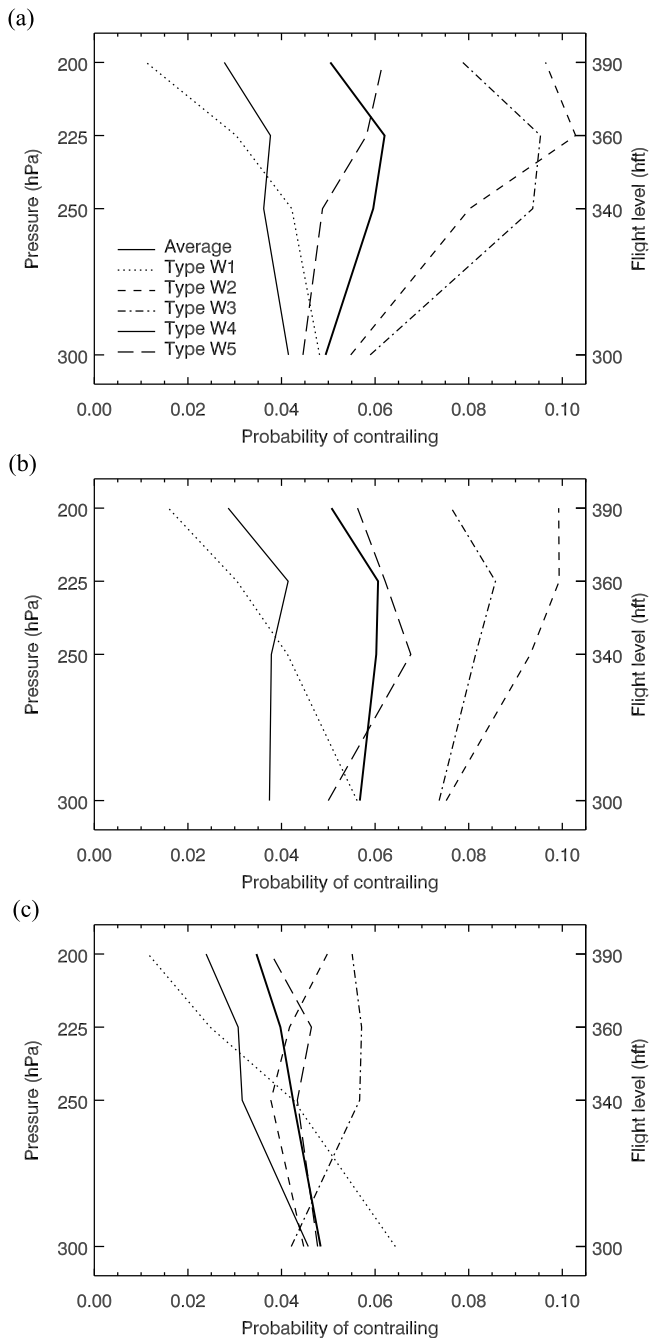 (a)
200
225
250
300
Pressure (hPa)
390
360
340
300
Flight level (hft)
Average
Type W1
Type W2
Type W3
Type W4
Type W5
0.00 0.02 0.04 0.06 0.08 0.10
Probability of contrailing
(b)
200
225
250
300
Pressure (hPa)
390
360
340
300
Flight level (hft)
0.00 0.02 0.04 0.06 0.08 0.10
Probability of contrailing
(c)
200
225
250
300
Pressure (hPa)
390
360
340
300
Flight level (hft)
0.00 0.02 0.04 0.06 0.08 0.10
Probability of contrailing